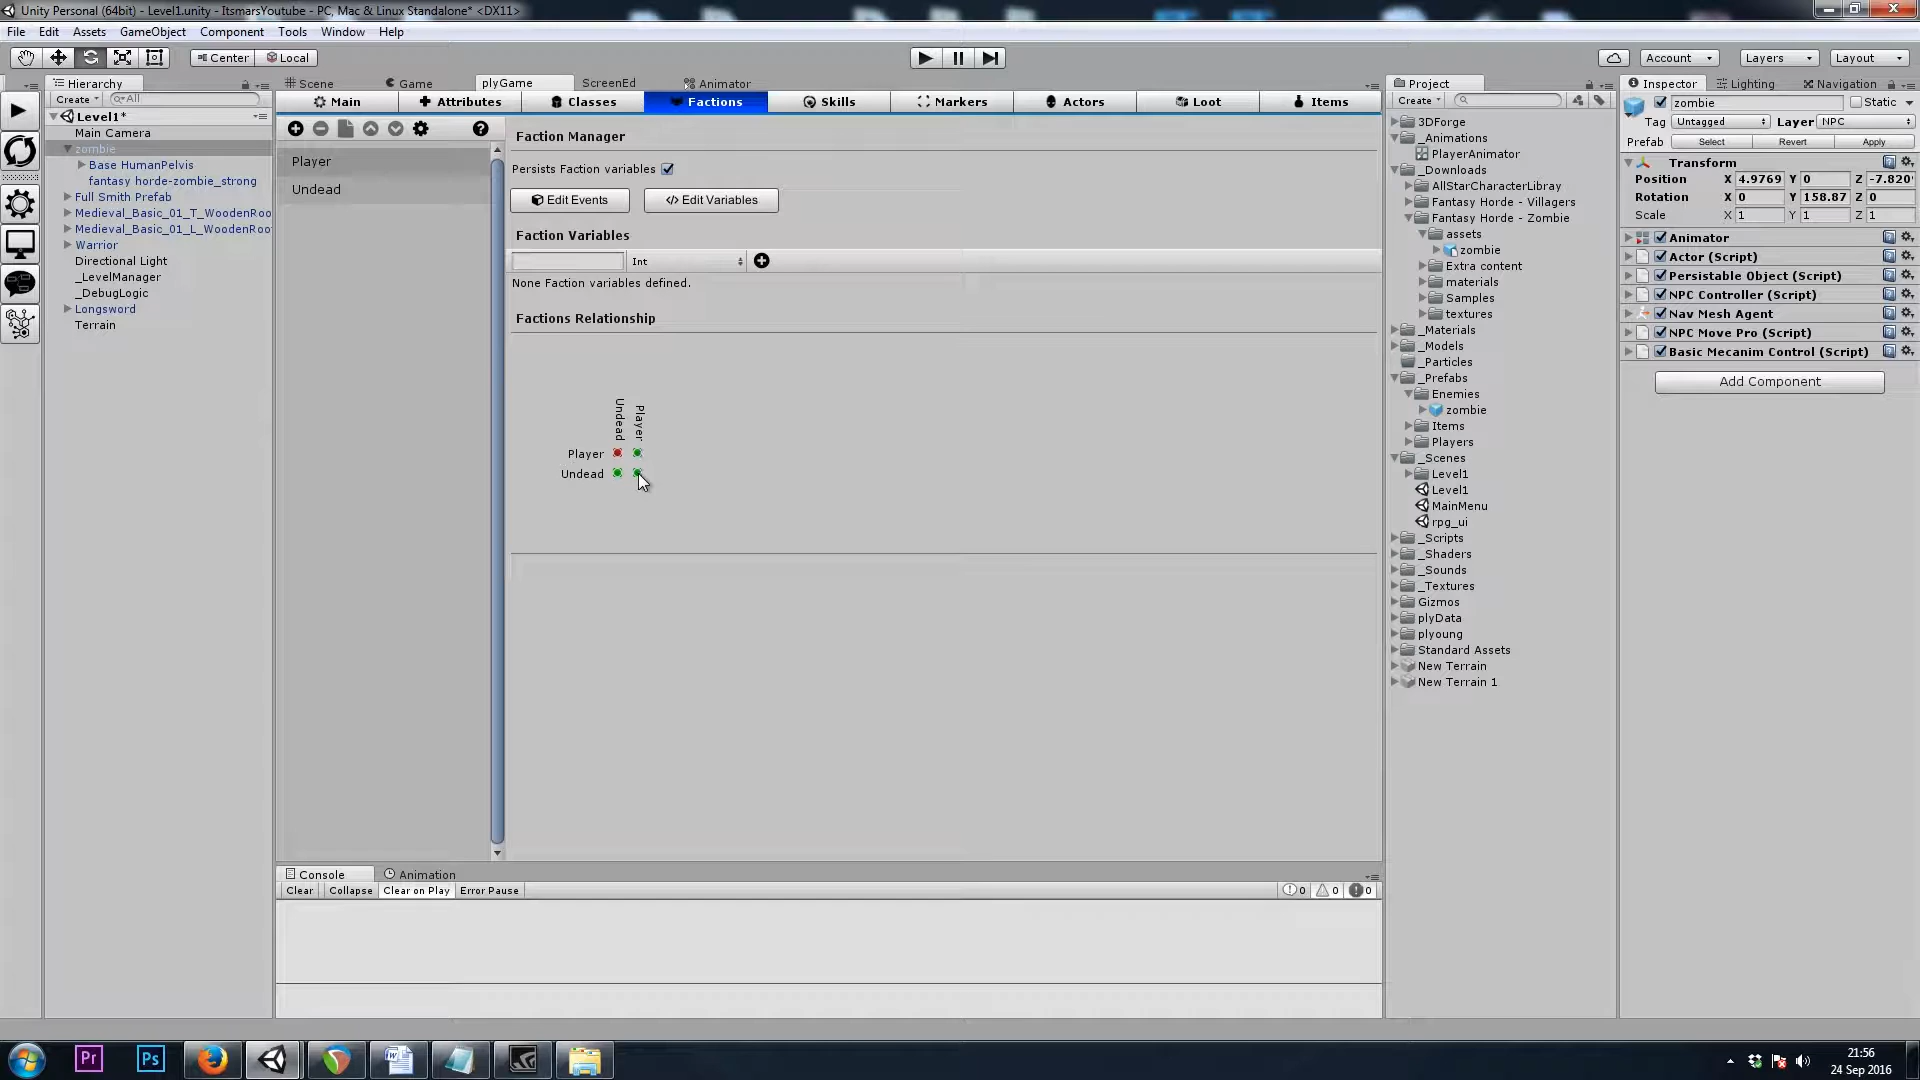 Unity Personal (64bit) - Level1.unity - ItsmarsYoutube - PC, Mac & Linux Standalone* <DX11>
File Edit Assets GameObject Component Tools Window Help
Center Local Account Layers Layout
Hierarchy Scene Game plyGame ScreenEd Animator Project Inspector Lighting Navigation
Create All
Main Attributes Classes Factions Skills Markers Actors Loot Items
Create
zombie Static
Level1*
Main Camera
zombie
Base HumanPelvis
fantasy horde-zombie_strong
Full Smith Prefab
Medieval_Basic_01_T_WoodenRoo
Medieval_Basic_01_L_WoodenRoo
Warrior
Directional Light
_LevelManager
_DebugLogic
Longsword
Terrain
Player
Undead
Faction Manager
Persists Faction variables
Edit Events
</> Edit Variables
Faction Variables
Int
None Faction variables defined.
Factions Relationship
Undead
Player
Player
Undead
Console Animation
Clear Collapse Clear on Play Error Pause 0 0 0
3DForge
_Animations
PlayerAnimator
_Downloads
AllStarCharacterLibray
Fantasy Horde - Villagers
Fantasy Horde - Zombie
assets
zombie
Extra content
materials
Samples
textures
_Materials
_Models
_Particles
_Prefabs
Enemies
zombie
Items
Players
_Scenes
Level1
Level1
MainMenu
rpg_ui
_Scripts
_Shaders
_Sounds
_Textures
Gizmos
plyData
plyoung
Standard Assets
New Terrain
New Terrain 1
Tag Untagged Layer NPC
Prefab Select Revert Apply
Transform
Position X 4.9769 Y 0 Z -7.820
Rotation X 0 Y 158.87 Z 0
Scale X 1 Y 1 Z 1
Animator
Actor (Script)
Persistable Object (Script)
NPC Controller (Script)
Nav Mesh Agent
NPC Move Pro (Script)
Basic Mecanim Control (Script)
Add Component
Pr Ps
21:56
24 Sep 2016